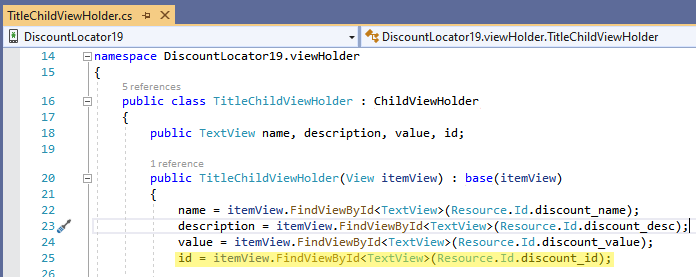 TitleChildViewHolder.cs
DiscountLocator19 DiscountLocator19.viewHolder.TitleChildViewHolder
14 namespace DiscountLocator19.viewHolder
15 {
5 references
16 public class TitleChildViewHolder : ChildViewHolder
17 {
18 public TextView name, description, value, id;
19
1 reference
20 public TitleChildViewHolder(View itemView) : base(itemView)
21 {
22 name = itemView.FindViewById<TextView>(Resource.Id.discount_name);
23 description = itemView.FindViewById<TextView>(Resource.Id.discount_desc);
24 value = itemView.FindViewById<TextView>(Resource.Id.discount_value);
25 id = itemView.FindViewById<TextView>(Resource.Id.discount_id);